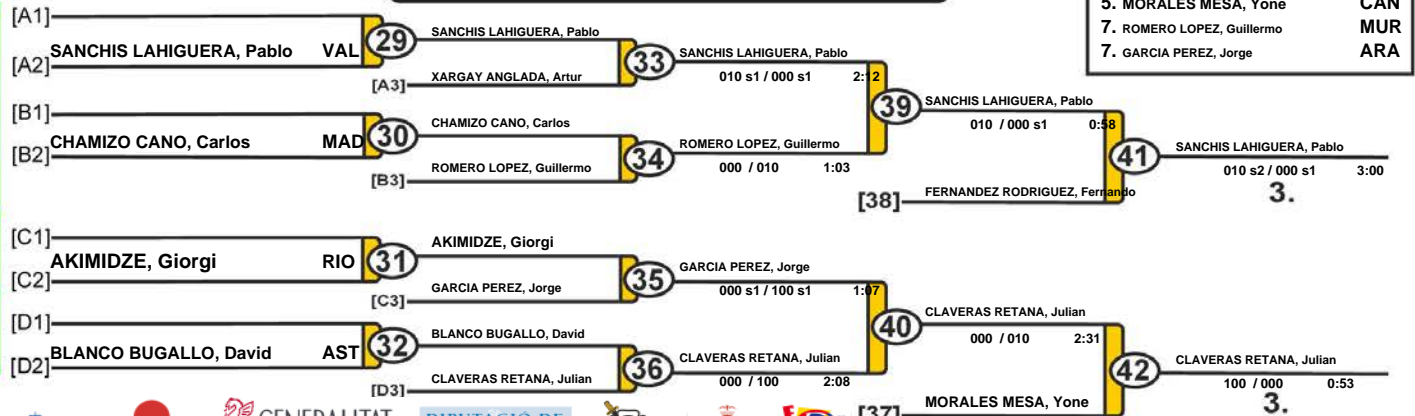 5. MORALES MESA, Yone CAN
7. ROMERO LOPEZ, Guillermo MUR
7. GARCIA PEREZ, Jorge ARA
[A1]
SANCHIS LAHIGUERA, Pablo VAL
[A2]
29
SANCHIS LAHIGUERA, Pablo
XARGAY ANGLADA, Artur
[A3]
33
SANCHIS LAHIGUERA, Pablo
010 s1 / 000 s1 2:12
[B1]
CHAMIZO CANO, Carlos MAD
[B2]
30
CHAMIZO CANO, Carlos
ROMERO LOPEZ, Guillermo
[B3]
34
ROMERO LOPEZ, Guillermo
000 / 010 1:03
39
SANCHIS LAHIGUERA, Pablo
010 / 000 s1 0:58
FERNANDEZ RODRIGUEZ, Fernando
[38]
41
SANCHIS LAHIGUERA, Pablo
010 s2 / 000 s1 3:00
3.
[C1]
AKIMIDZE, Giorgi RIO
[C2]
31
AKIMIDZE, Giorgi
GARCIA PEREZ, Jorge
[C3]
35
GARCIA PEREZ, Jorge
000 s1 / 100 s1 1:07
[D1]
BLANCO BUGALLO, David AST
[D2]
32
BLANCO BUGALLO, David
CLAVERAS RETANA, Julian
[D3]
36
CLAVERAS RETANA, Julian
000 / 100 2:08
40
CLAVERAS RETANA, Julian
000 / 010 2:31
MORALES MESA, Yone
[37]
42
CLAVERAS RETANA, Julian
100 / 000 0:53
3.
GENERALITAT
DIPUTACIÓ DE